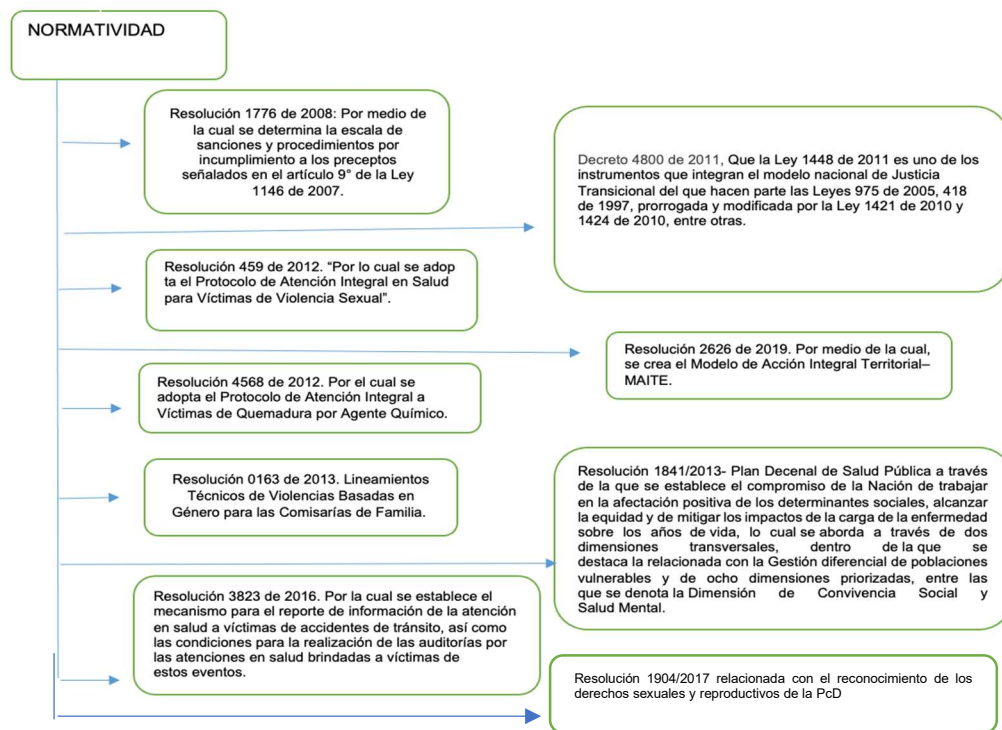 NORMATIVIDAD
Resolución 1776 de 2008: Por medio de
la cual se determina la escala de
sanciones y procedimientos por
incumplimiento a los preceptos
señalados en el artículo 9° de la Ley
1146 de 2007.
Decreto 4800 de 2011, Que la Ley 1448 de 2011 es uno de los
instrumentos que integran el modelo nacional de Justicia
Transicional del que hacen parte las Leyes 975 de 2005, 418
de 1997, prorrogada y modificada por la Ley 1421 de 2010 y
1424 de 2010, entre otras.
Resolución 459 de 2012. “Por lo cual se adop
ta el Protocolo de Atención Integral en Salud
para Víctimas de Violencia Sexual”.
Resolución 2626 de 2019. Por medio de la cual,
se crea el Modelo de Acción Integral Territorial–
MAITE.
Resolución 4568 de 2012. Por el cual se
adopta el Protocolo de Atención Integral a
Víctimas de Quemadura por Agente Químico.
Resolución 0163 de 2013. Lineamientos
Técnicos de Violencias Basadas en
Género para las Comisarías de Familia.
Resolución 1841/2013- Plan Decenal de Salud Pública a través
de la que se establece el compromiso de la Nación de trabajar
en la afectación positiva de los determinantes sociales, alcanzar
la equidad y de mitigar los impactos de la carga de la enfermedad
sobre los años de vida, lo cual se aborda a través de dos
dimensiones transversales, dentro de la que se
destaca la relacionada con la Gestión diferencial de poblaciones
vulnerables y de ocho dimensiones priorizadas, entre las
que se denota la Dimensión de Convivencia Social y
Salud Mental.
Resolución 3823 de 2016. Por la cual se establece el
mecanismo para el reporte de información de la atención
en salud a víctimas de accidentes de tránsito, así como
las condiciones para la realización de las auditorías por
las atenciones en salud brindadas a víctimas de
estos eventos.
Resolución 1904/2017 relacionada con el reconocimiento de los
derechos sexuales y reproductivos de la PcD